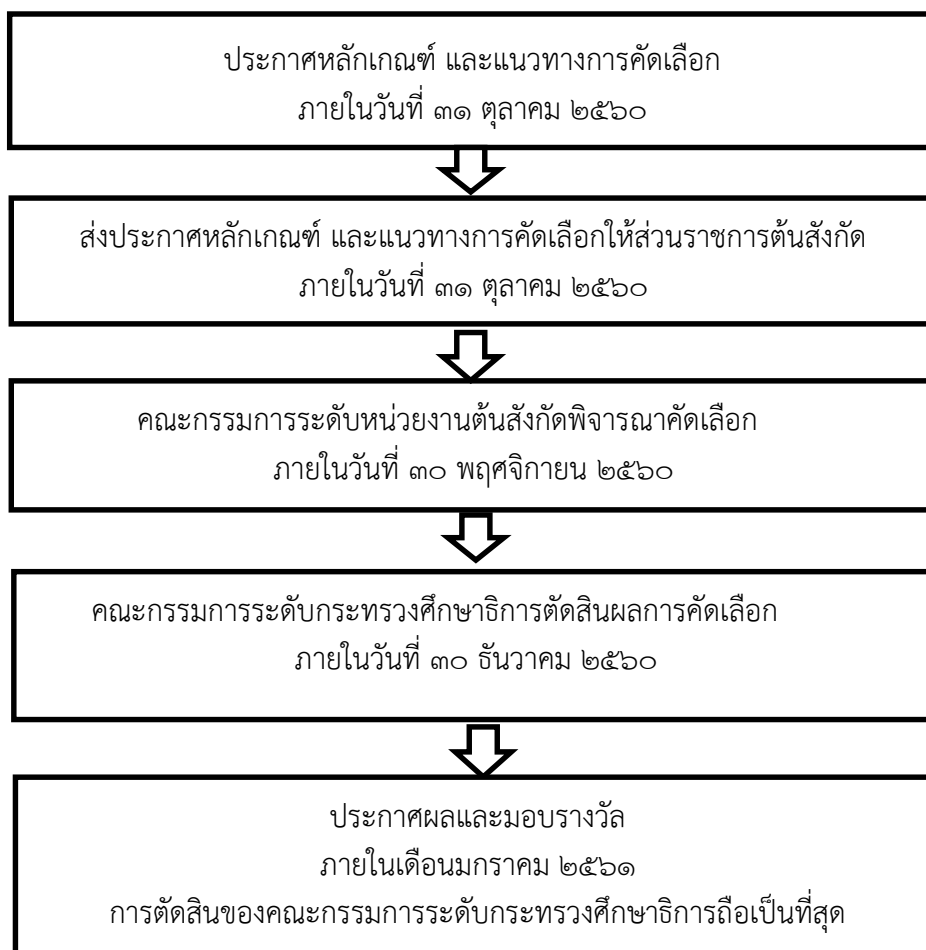 ประกาศหลักเกณฑ์ และแนวทางการคัดเลือก
ภายในวันที่ ๓๑ ตุลาคม ๒๕๖๐
ส่งประกาศหลักเกณฑ์ และแนวทางการคัดเลือกให้ส่วนราชการต้นสังกัด
ภายในวันที่ ๓๑ ตุลาคม ๒๕๖๐
คณะกรรมการระดับหน่วยงานต้นสังกัดพิจารณาคัดเลือก
ภายในวันที่ ๓๐ พฤศจิกายน ๒๕๖๐
คณะกรรมการระดับกระทรวงศึกษาธิการตัดสินผลการคัดเลือก
ภายในวันที่ ๓๐ ธันวาคม ๒๕๖๐
ประกาศผลและมอบรางวัล
ภายในเดือนมกราคม ๒๕๖๑
การตัดสินของคณะกรรมการระดับกระทรวงศึกษาธิการถือเป็นที่สุด